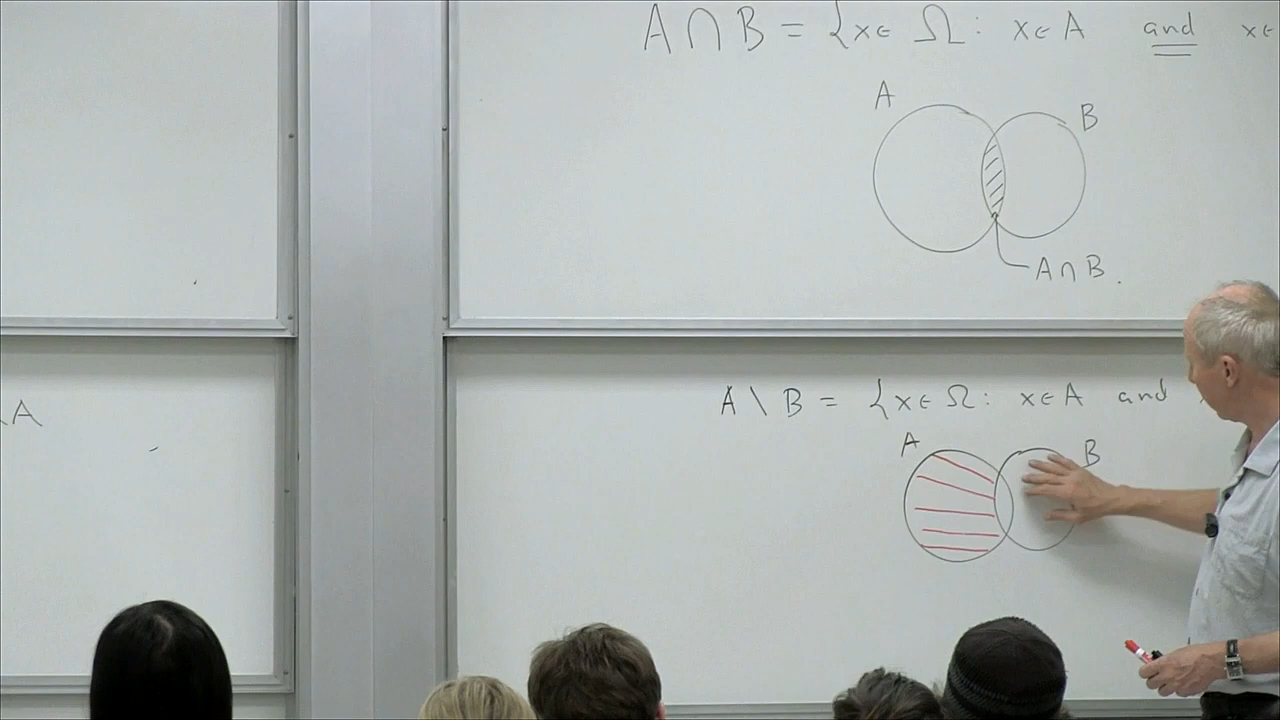 A ∩ B = {x ∈ Ω : x ∈ A and x ∈
A
B
A ∩ B.
A \ B = {x ∈ Ω : x ∈ A and
A
B
A